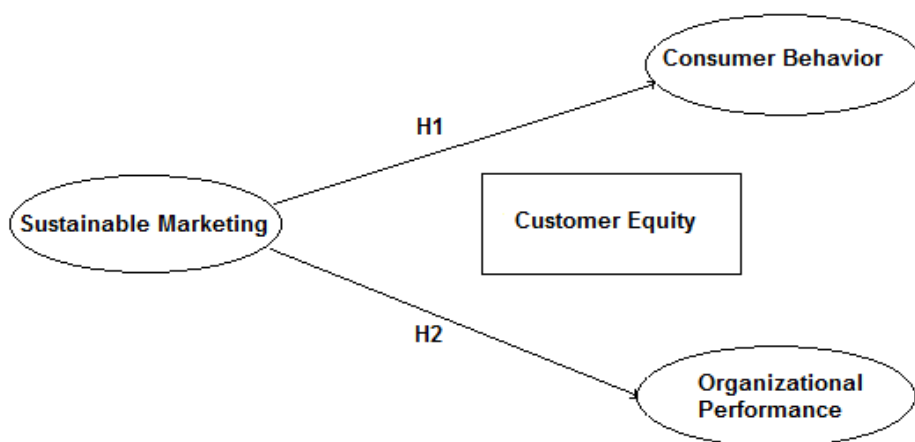 Consumer Behavior
H1
Sustainable Marketing
Customer Equity
H2
Organizational
Performance